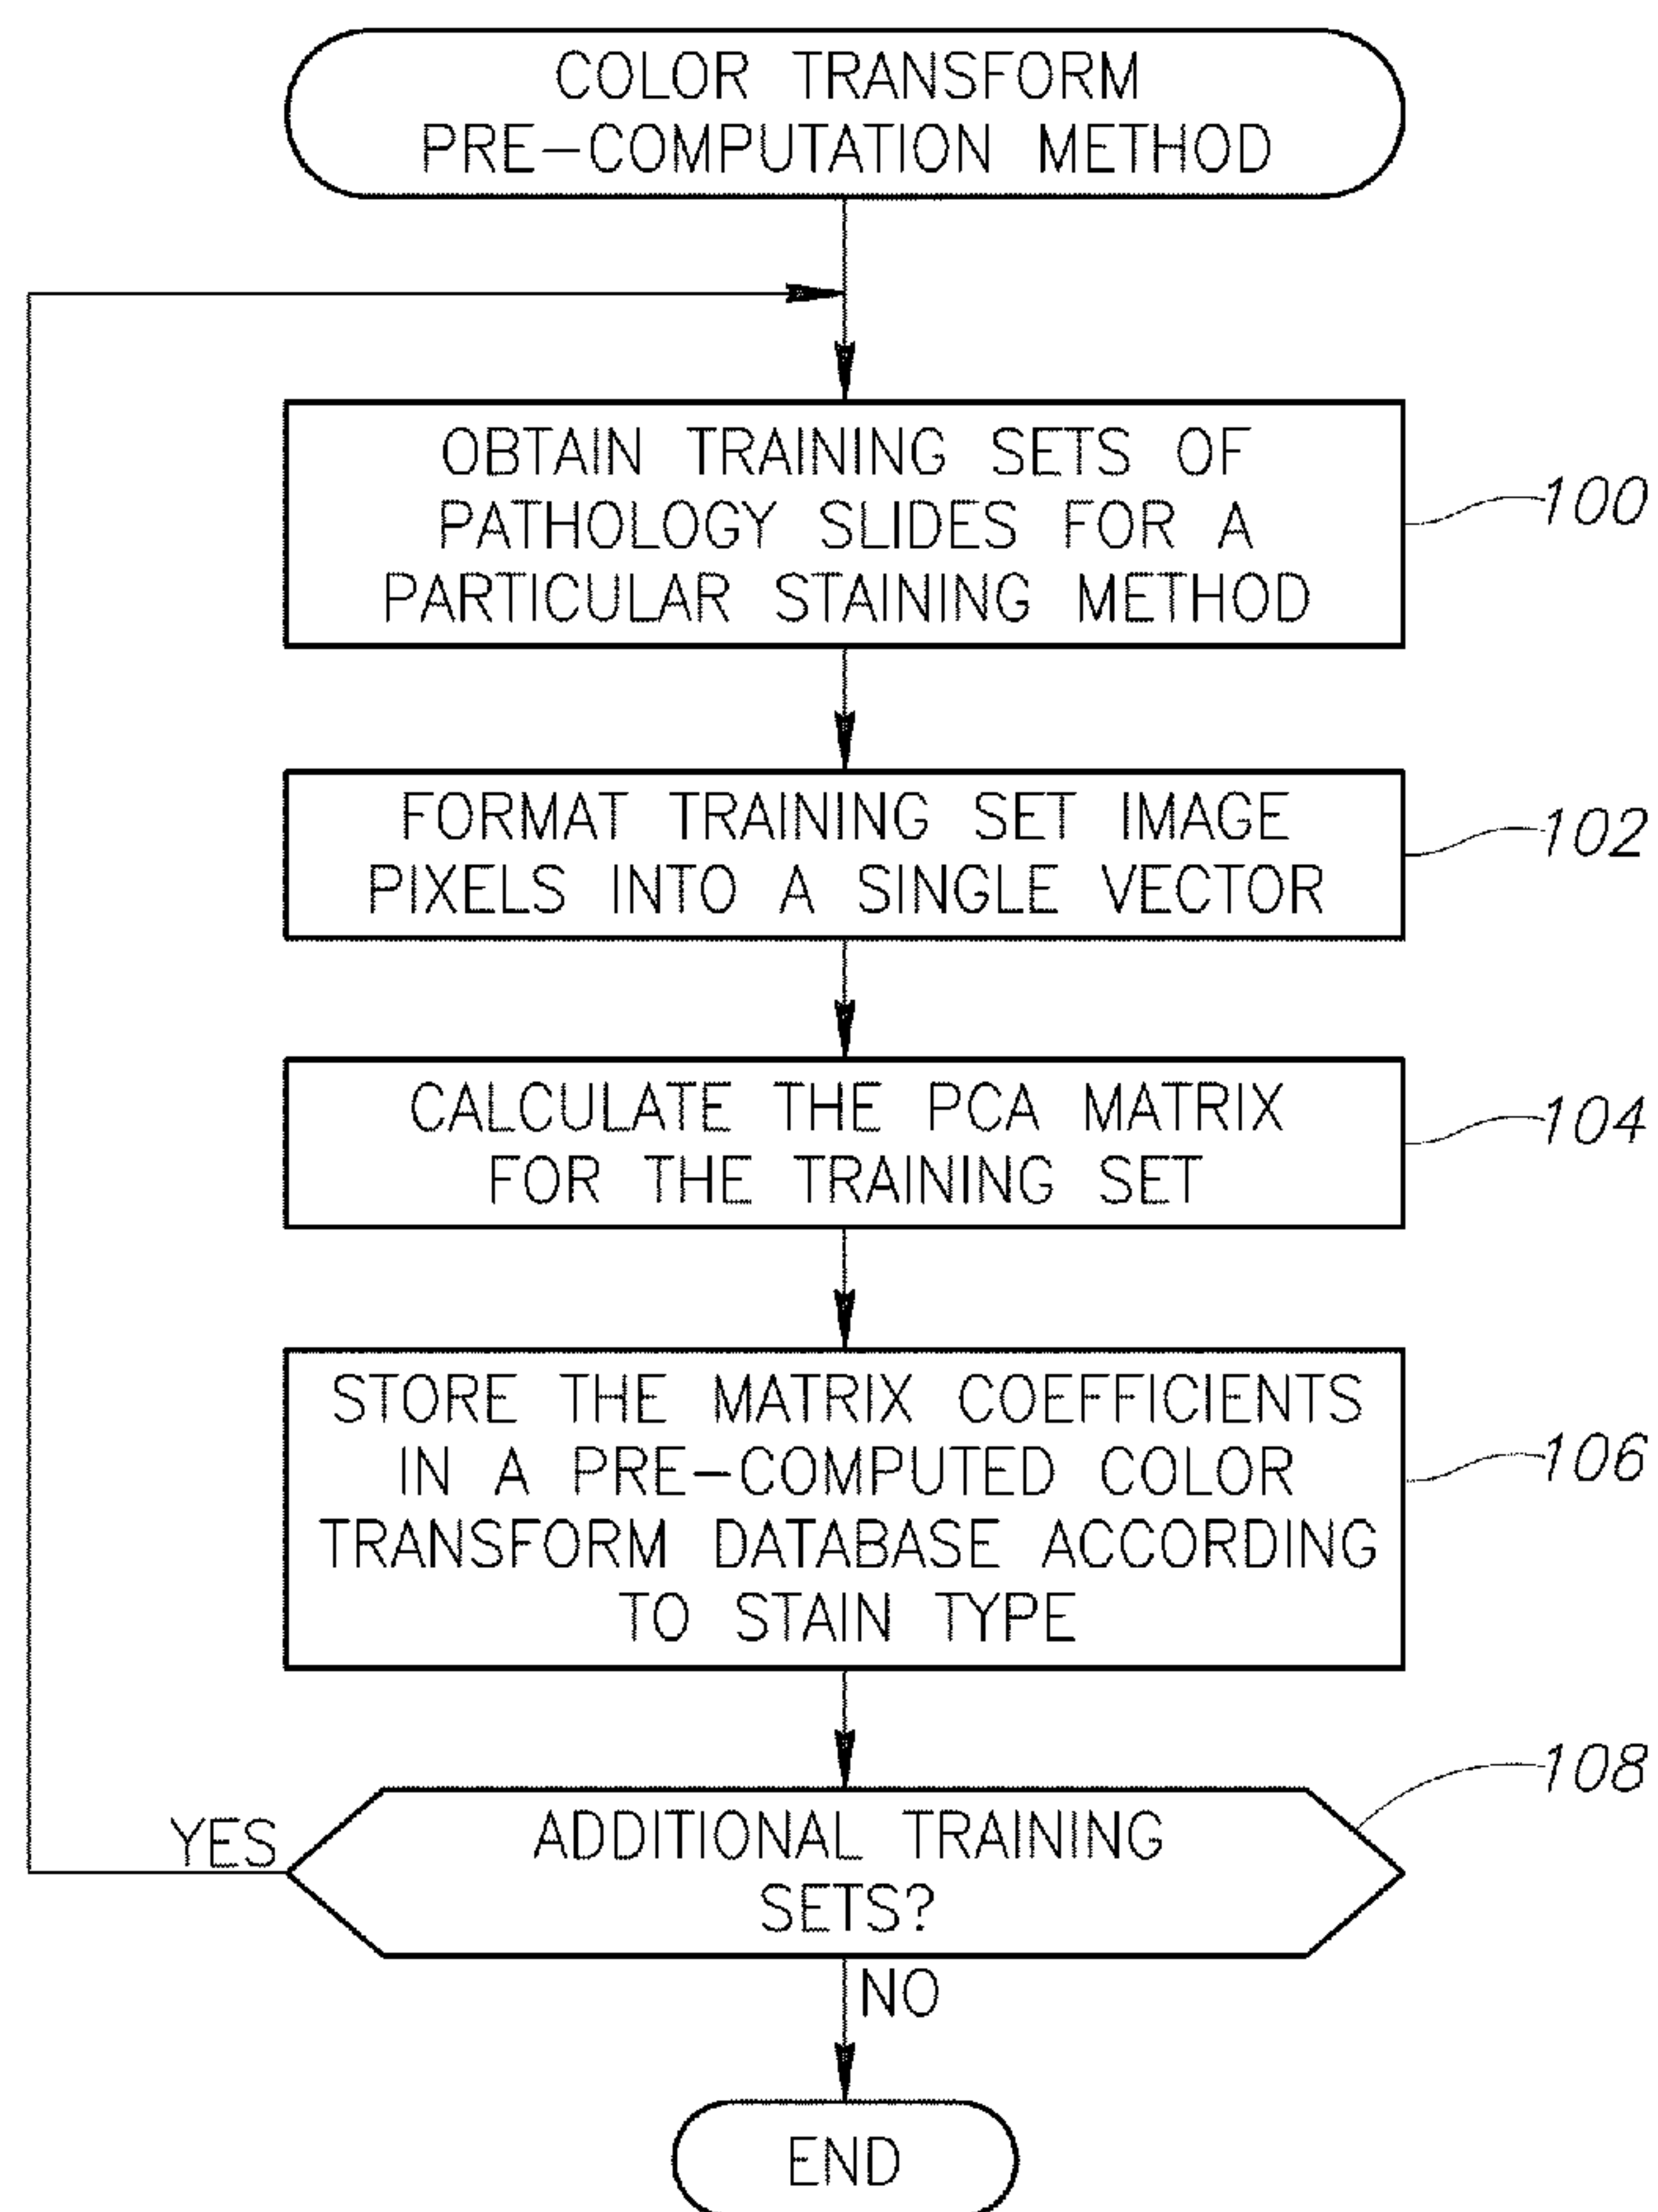 COLOR TRANSFORM
PRE-COMPUTATION METHOD
OBTAIN TRAINING SETS OF
PATHOLOGY SLIDES FOR A
PARTICULAR STAINING METHOD
100
FORMAT TRAINING SET IMAGE
PIXELS INTO A SINGLE VECTOR
102
CALCULATE THE PCA MATRIX
FOR THE TRAINING SET
104
STORE THE MATRIX COEFFICIENTS
IN A PRE-COMPUTED COLOR
TRANSFORM DATABASE ACCORDING
TO STAIN TYPE
106
108
YES
ADDITIONAL TRAINING
SETS?
NO
END